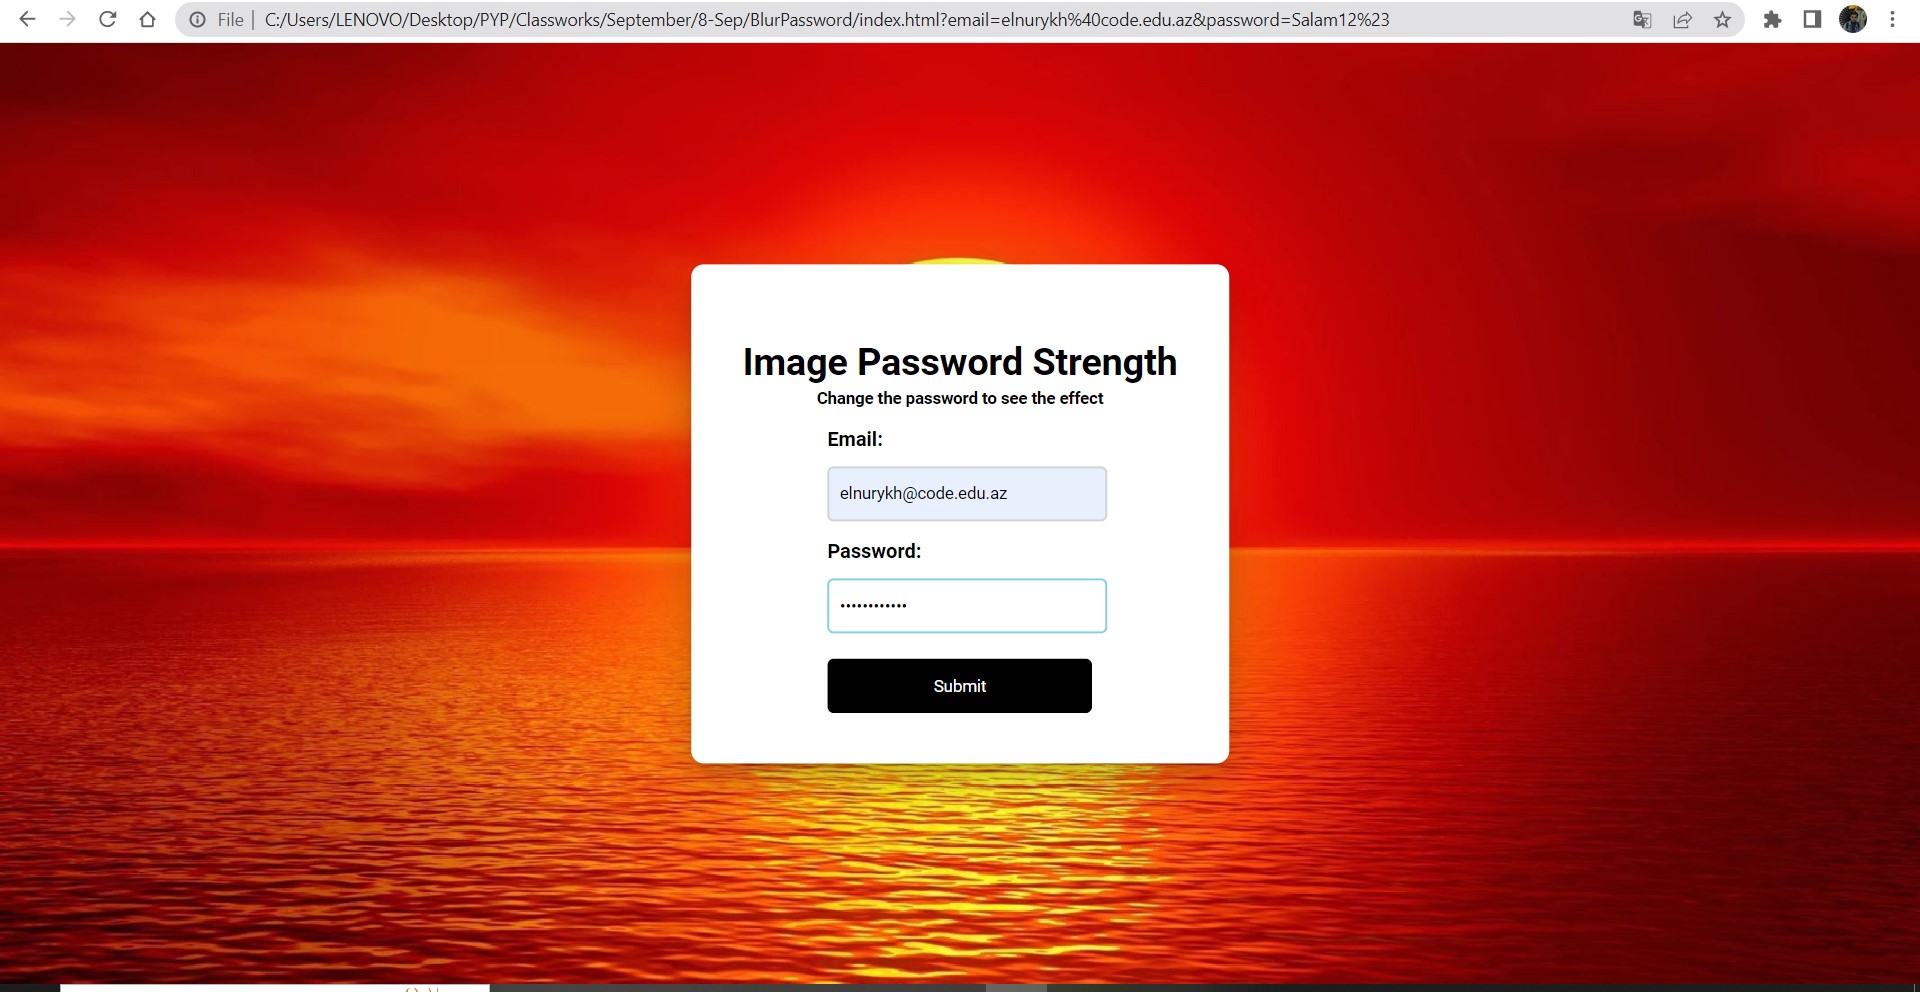 File | C:/Users/LENOVO/Desktop/PYP/Classworks/September/8-Sep/BlurPassword/index.html?email=elnurykh%40code.edu.az&password=Salam12%23
Image Password Strength
Change the password to see the effect
Email:
elnurykh@code.edu.az
Password:
••••••••••••
Submit